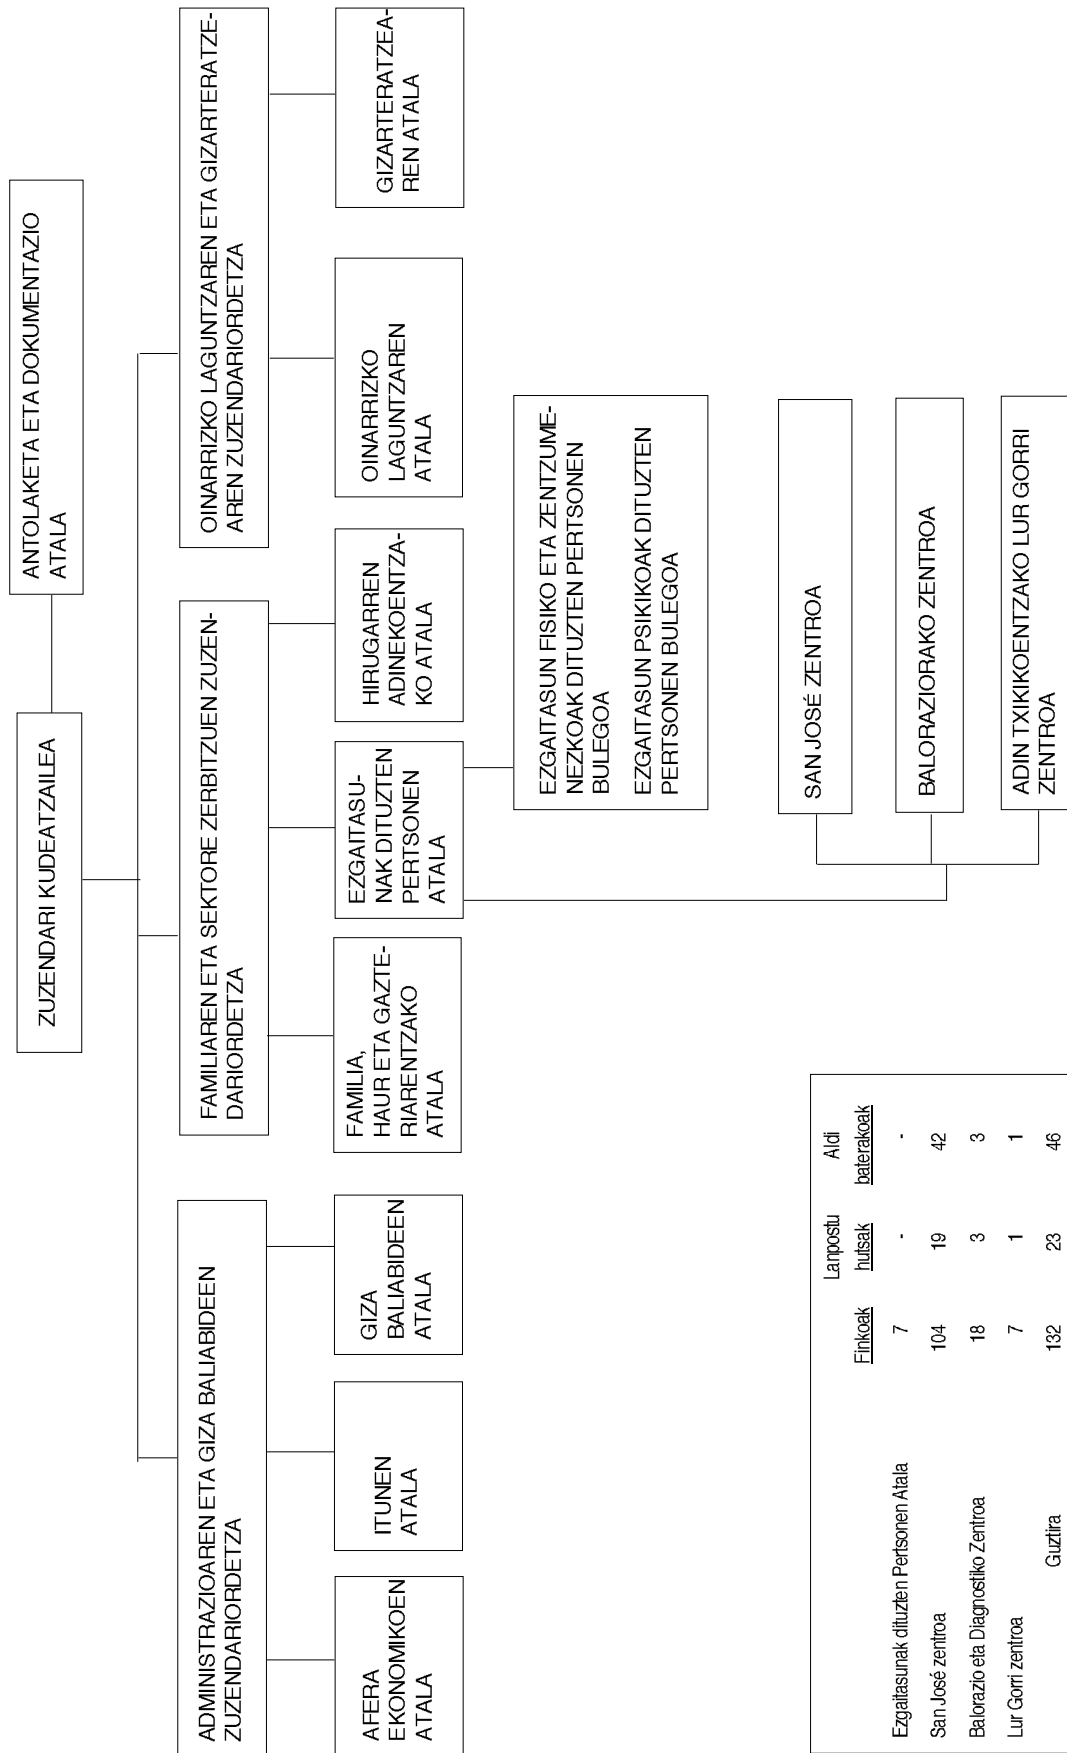 ANTOLAKETA ETA DOKUMENTAZIO
ATALA
ZUZENDARI KUDEATZAILEA
ADMINISTRAZIOAREN ETA GIZA BALIABIDEEN
ZUZENDARIORDETZA
FAMILIAREN ETA SEKTORE ZERBITZUEN ZUZEN-
DARIORDETZA
OINARRIZKO LAGUNTZAREN ETA GIZARTERATZE-
AREN ZUZENDARIORDETZA
AFERA
EKONOMIKOEN
ATALA
ITUNEN
ATALA
GIZA
BALIABIDEEN
ATALA
FAMILIA,
HAUR ETA GAZTE-
RIARENTZAKO
ATALA
EZGAITASU-
NAK DITUZTEN
PERTSONEN
ATALA
HIRUGARREN
ADINEKOENTZA-
KO ATALA
OINARRIZKO
LAGUNTZAREN
ATALA
GIZARTERATZEA-
REN ATALA
EZGAITASUN FISIKO ETA ZENTZUME-
NEZKOAK DITUZTEN PERTSONEN
BULEGOA
EZGAITASUN PSIKIKOAK DITUZTEN
PERTSONEN BULEGOA
SAN JOSÉ ZENTROA
BALORAZIORAKO ZENTROA
ADIN TXIKIKOENTZAKO LUR GORRI
ZENTROA
Lanpostu Aldi
Finkoak hutsak baterakoak
Ezgaitasunak dituzten Pertsonen Atala 7 - -
San José zentroa 104 19 42
Balorazio eta Diagnostiko Zentroa 18 3 3
Lur Gorri zentroa 7 1 1
Guztira 132 23 46